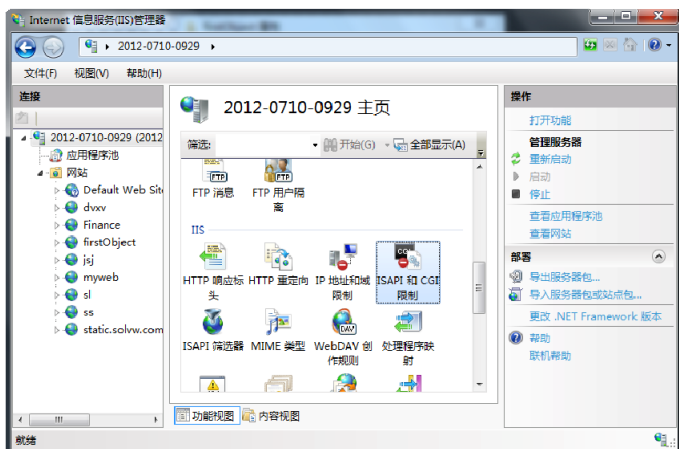 Internet 信息服务(IIS)管理器
2012-0710-0929
文件(F) 视图(V) 帮助(H)
连接
2012-0710-0929 (2012
应用程序池
网站
Default Web Sit
dvxv
Finance
firstObject
jsj
myweb
sl
ss
static.solvw.com
2012-0710-0929 主页
筛选:
开始(G)
全部显示(A)
FTP 消息
FTP 用户隔
离
IIS
HTTP 响应标
头
HTTP 重定向
IP 地址和域
限制
ISAPI 和 CGI
限制
ISAPI 筛选器
MIME 类型
WebDAV 创
作规则
处理程序映
射
功能视图
内容视图
操作
打开功能
管理服务器
重新启动
启动
停止
查看应用程序池
查看网站
部署
导出服务器包...
导入服务器包或站点包...
更改 .NET Framework 版本
帮助
联机帮助
就绪